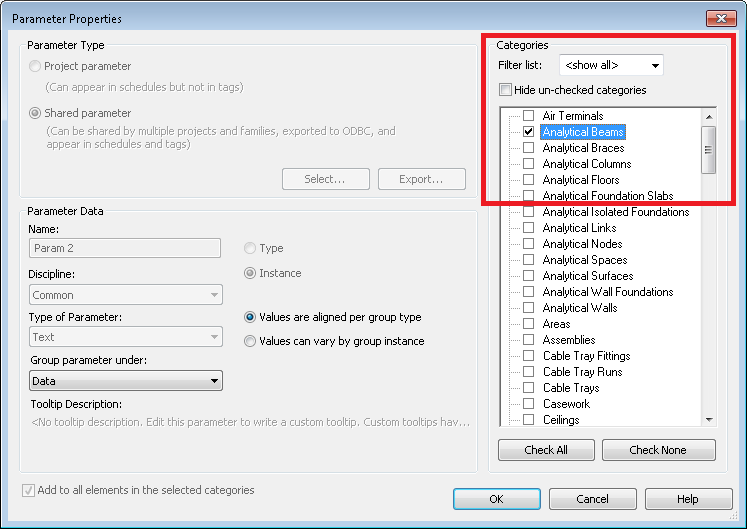 Parameter Properties
Parameter Type
Project parameter
(Can appear in schedules but not in tags)
Shared parameter
(Can be shared by multiple projects and families, exported to ODBC, and
appear in schedules and tags)
Select...
Export...
Parameter Data
Name:
Param 2
Type
Discipline:
Instance
Common
Type of Parameter:
Values are aligned per group type
Text
Values can vary by group instance
Group parameter under:
Data
Tooltip Description:
<No tooltip description. Edit this parameter to write a custom tooltip. Custom tooltips hav...
Add to all elements in the selected categories
Categories
Filter list:
<show all>
Hide un-checked categories
Air Terminals
Analytical Beams
Analytical Braces
Analytical Columns
Analytical Floors
Analytical Foundation Slabs
Analytical Isolated Foundations
Analytical Links
Analytical Nodes
Analytical Spaces
Analytical Surfaces
Analytical Wall Foundations
Analytical Walls
Areas
Assemblies
Cable Tray Fittings
Cable Tray Runs
Cable Trays
Casework
Ceilings
Check All
Check None
OK
Cancel
Help